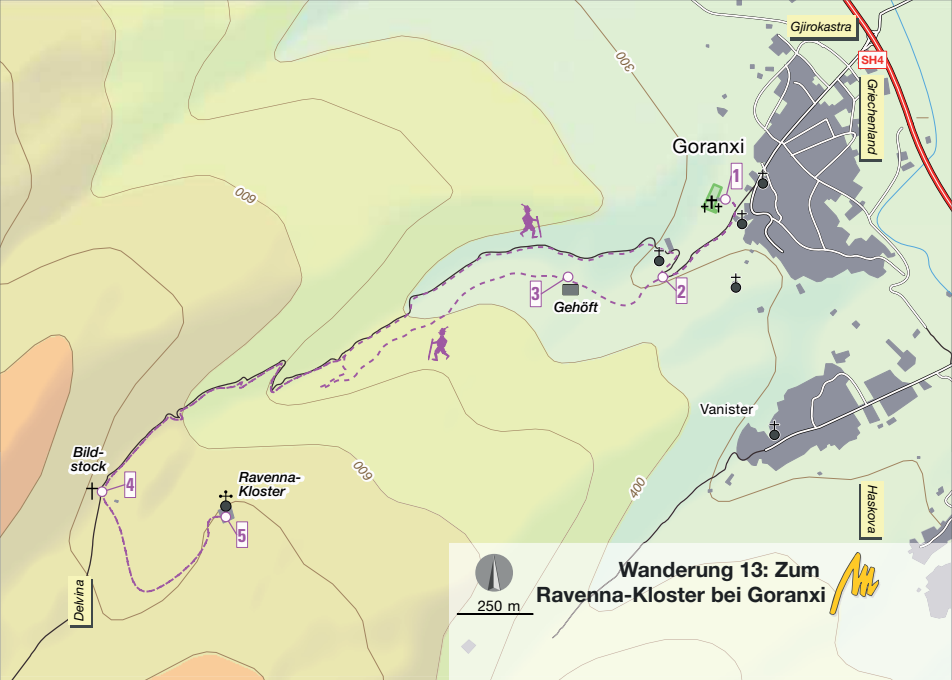 Gjirokastra
SH4
Griechenland
300
Goranxi
1
600
2
3
Gehöft
Vanister
Bild-
stock
4
Ravenna-
Kloster
5
600
400
Haskova
Delvina
250 m
Wanderung 13: Zum
Ravenna-Kloster bei Goranxi